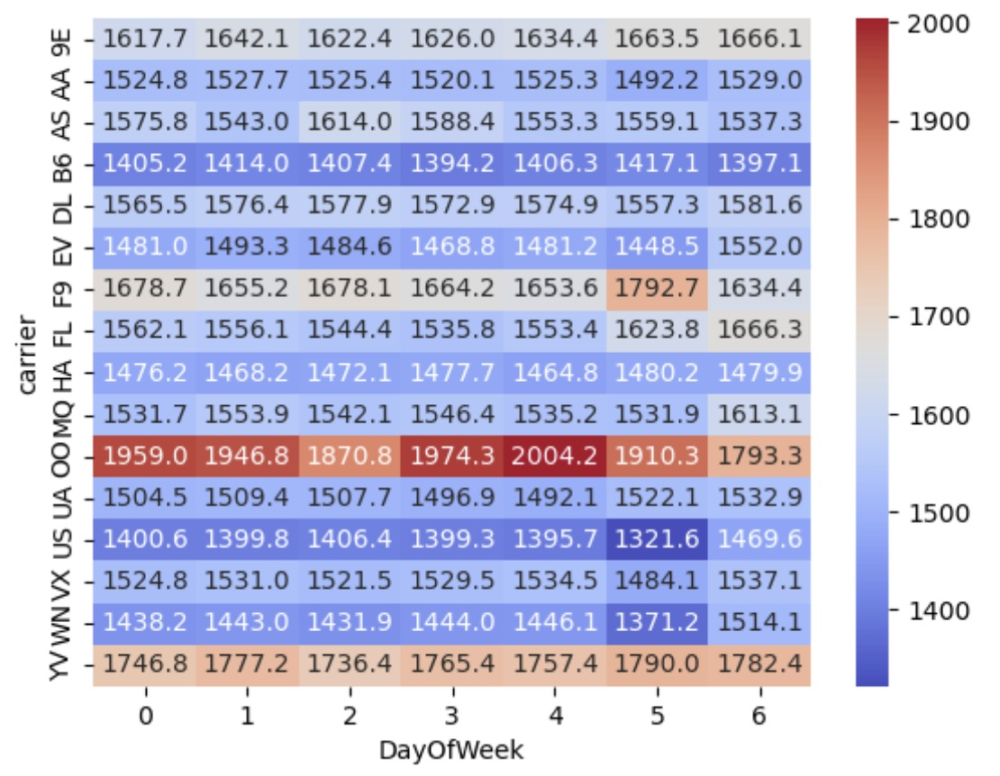 9E 1617.7 1642.1 1622.4 1626.0 1634.4 1663.5 1666.1
AA 1524.8 1527.7 1525.4 1520.1 1525.3 1492.2 1529.0
AS 1575.8 1543.0 1614.0 1588.4 1553.3 1559.1 1537.3
B6 1405.2 1414.0 1407.4 1394.2 1406.3 1417.1 1397.1
DL 1565.5 1576.4 1577.9 1572.9 1574.9 1557.3 1581.6
EV 1481.0 1493.3 1484.6 1468.8 1481.2 1448.5 1552.0
F9 1678.7 1655.2 1678.1 1664.2 1653.6 1792.7 1634.4
FL 1562.1 1556.1 1544.4 1535.8 1553.4 1623.8 1666.3
HA 1476.2 1468.2 1472.1 1477.7 1464.8 1480.2 1479.9
MQ 1531.7 1553.9 1542.1 1546.4 1535.2 1531.9 1613.1
OO 1959.0 1946.8 1870.8 1974.3 2004.2 1910.3 1793.3
UA 1504.5 1509.4 1507.7 1496.9 1492.1 1522.1 1532.9
US 1400.6 1399.8 1406.4 1399.3 1395.7 1321.6 1469.6
VX 1524.8 1531.0 1521.5 1529.5 1534.5 1484.1 1537.1
WN 1438.2 1443.0 1431.9 1444.0 1446.1 1371.2 1514.1
YV 1746.8 1777.2 1736.4 1765.4 1757.4 1790.0 1782.4
0 1 2 3 4 5 6
DayOfWeek
carrier
2000
1900
1800
1700
1600
1500
1400